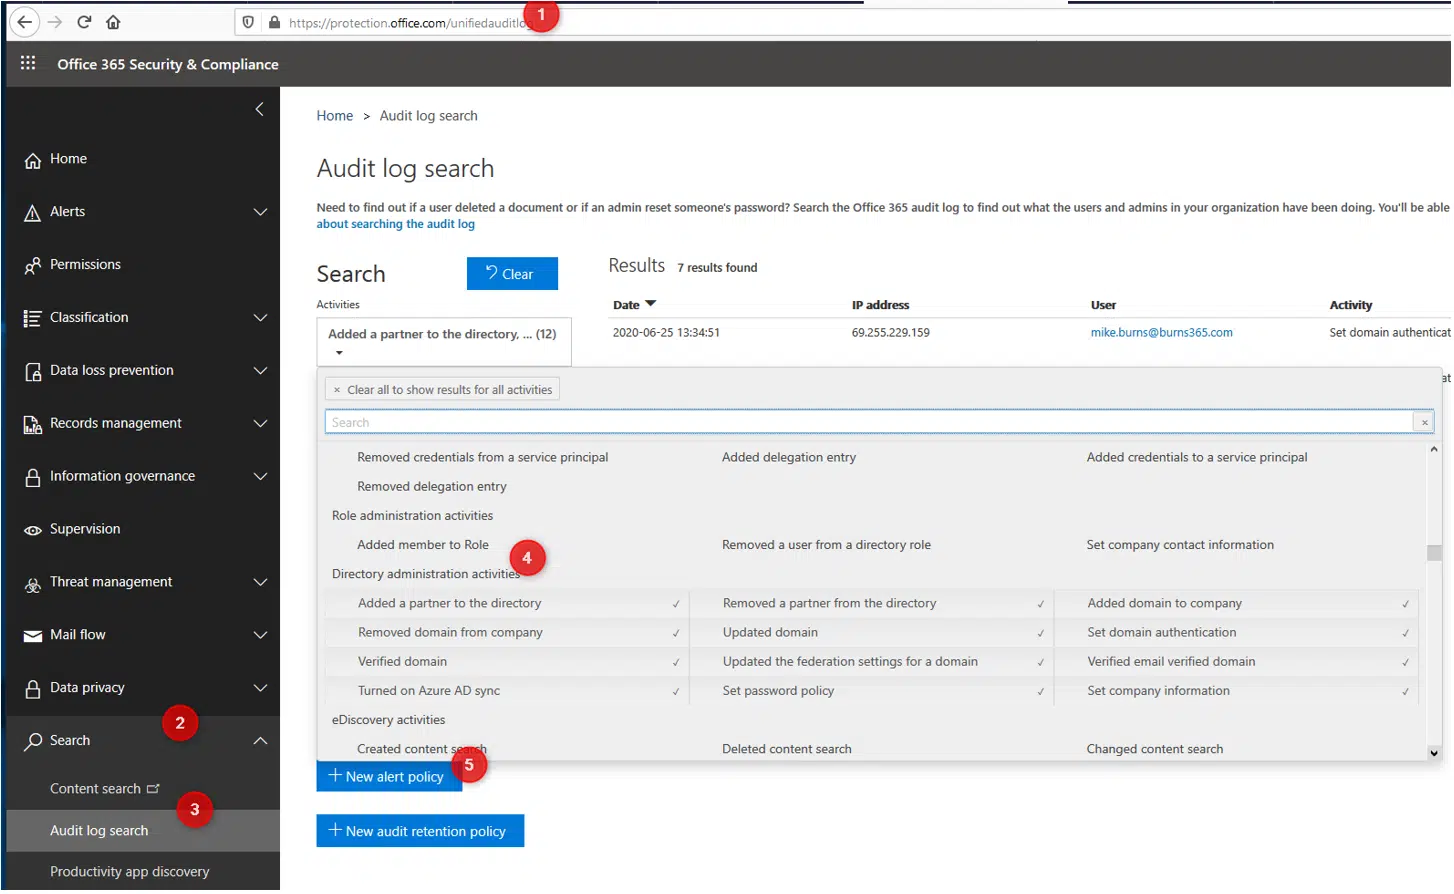 https://protection.office.com/unifiedauditlog
1
Office 365 Security & Compliance
Home
Alerts
Permissions
Classification
Data loss prevention
Records management
Information governance
Supervision
Threat management
Mail flow
Data privacy
2
Search
Content search
3
Audit log search
Productivity app discovery
Home > Audit log search
Audit log search
Need to find out if a user deleted a document or if an admin reset someone's password? Search the Office 365 audit log to find out what the users and admins in your organization have been doing. You'll be able
about searching the audit log
Search
Clear
Results 7 results found
Activities
Date IP address User Activity
Added a partner to the directory, ... (12)
2020-06-25 13:34:51 69.255.229.159 mike.burns@burns365.com Set domain authenticat
× Clear all to show results for all activities
at
Search ×
Removed credentials from a service principal Added delegation entry Added credentials to a service principal
Removed delegation entry
Role administration activities
Added member to Role Removed a user from a directory role Set company contact information
4
Directory administration activities
Added a partner to the directory ✓ Removed a partner from the directory ✓ Added domain to company ✓
Removed domain from company ✓ Updated domain ✓ Set domain authentication ✓
Verified domain ✓ Updated the federation settings for a domain ✓ Verified email verified domain ✓
Turned on Azure AD sync ✓ Set password policy ✓ Set company information ✓
eDiscovery activities
Created content search Deleted content search Changed content search
5
+ New alert policy
+ New audit retention policy